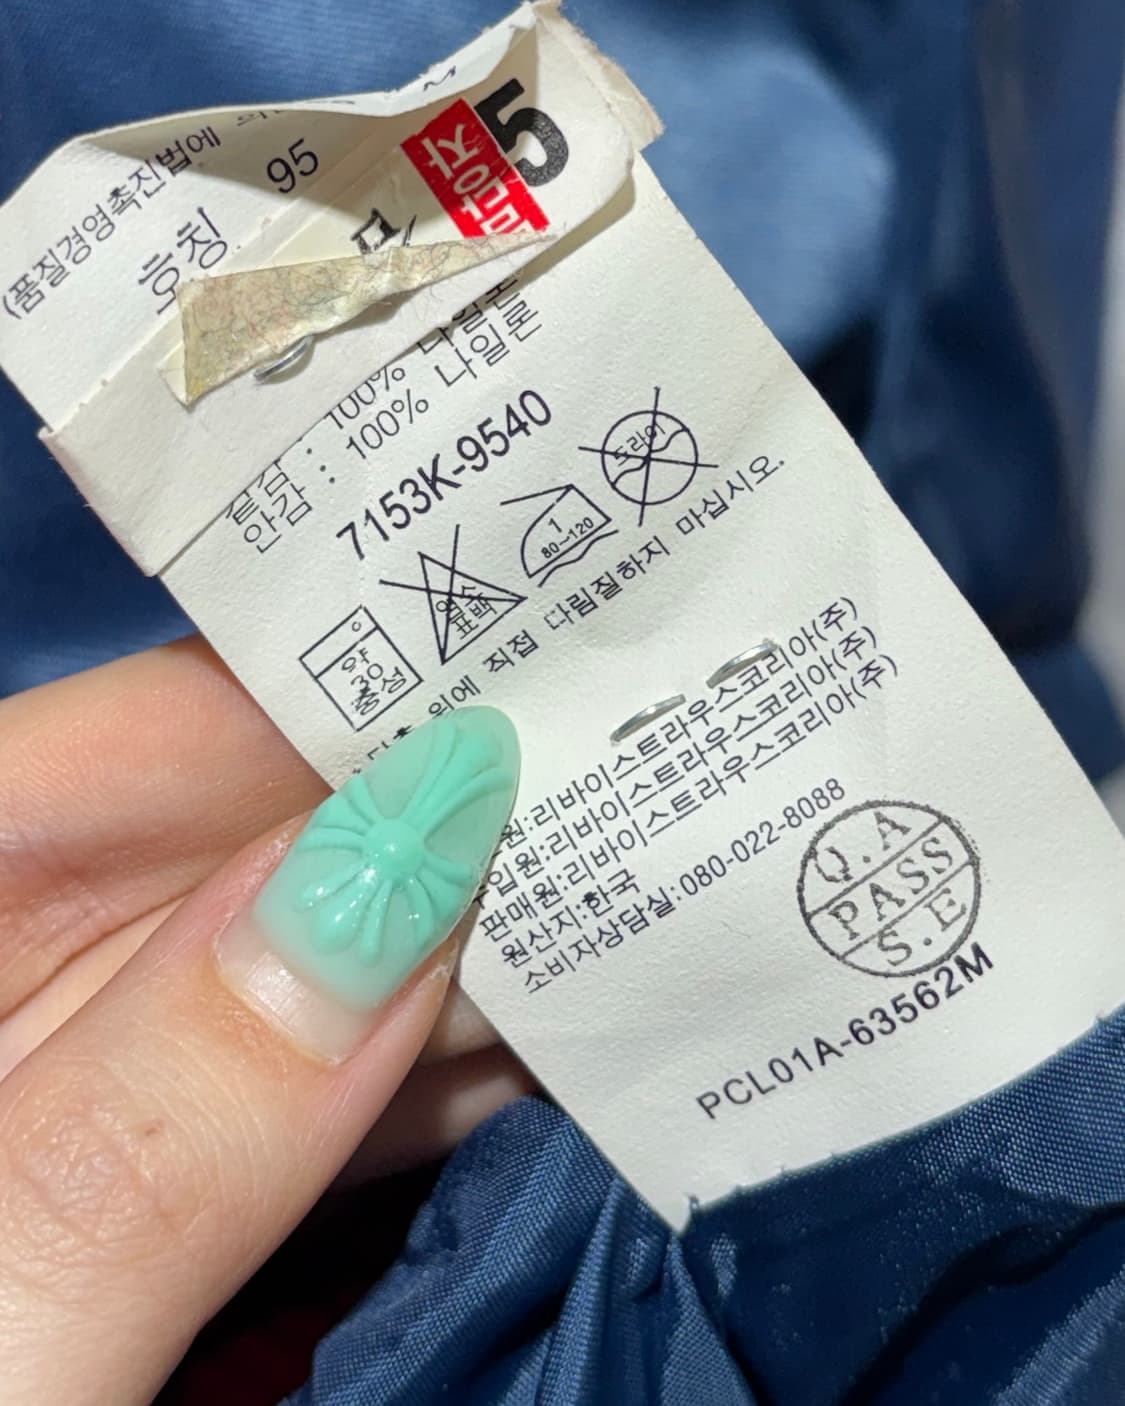 (품질경영촉진법에 의
호칭 95
5
겉감 : 100% 나일론
안감 : 100% 나일론
7153K-9540
약 30 중성
염소 표백
1 80~120
드라이
위에 직접 다림질하지 마십시오.
원:리바이스트라우스코리아(주)
입원:리바이스트라우스코리아(주)
판매원:리바이스트라우스코리아(주)
원산지:한국
소비자상담실:080-022-8088
Q.A
PASS
S.E
PCL01A-63562M